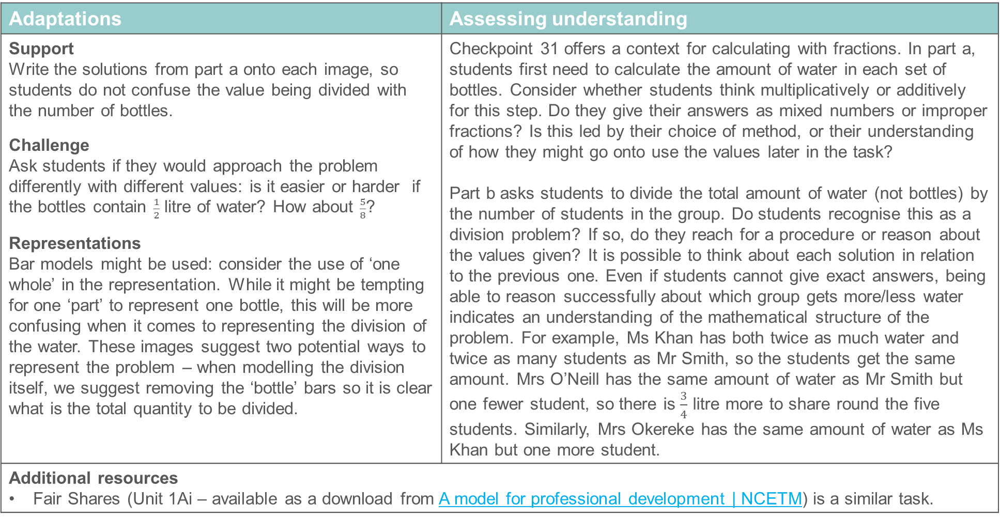 Adaptations
Support
Write the solutions from part a onto each image, so
students do not confuse the value being divided with
the number of bottles.
Challenge
Ask students if they would approach the problem
differently with different values: is it easier or harder if
the bottles contain 1/2 litre of water? How about 5/8?
Representations
Bar models might be used: consider the use of ‘one
whole’ in the representation. While it might be tempting
for one ‘part’ to represent one bottle, this will be more
confusing when it comes to representing the division of
the water. These images suggest two potential ways to
represent the problem – when modelling the division
itself, we suggest removing the ‘bottle’ bars so it is clear
what is the total quantity to be divided.
Assessing understanding
Checkpoint 31 offers a context for calculating with fractions. In part a,
students first need to calculate the amount of water in each set of
bottles. Consider whether students think multiplicatively or additively
for this step. Do they give their answers as mixed numbers or improper
fractions? Is this led by their choice of method, or their understanding
of how they might go onto use the values later in the task?
Part b asks students to divide the total amount of water (not bottles) by
the number of students in the group. Do students recognise this as a
division problem? If so, do they reach for a procedure or reason about
the values given? It is possible to think about each solution in relation
to the previous one. Even if students cannot give exact answers, being
able to reason successfully about which group gets more/less water
indicates an understanding of the mathematical structure of the
problem. For example, Ms Khan has both twice as much water and
twice as many students as Mr Smith, so the students get the same
amount. Mrs O’Neill has the same amount of water as Mr Smith but
one fewer student, so there is 3/4 litre more to share round the five
students. Similarly, Mrs Okereke has the same amount of water as Ms
Khan but one more student.
Additional resources
• Fair Shares (Unit 1Ai – available as a download from A model for professional development | NCETM) is a similar task.